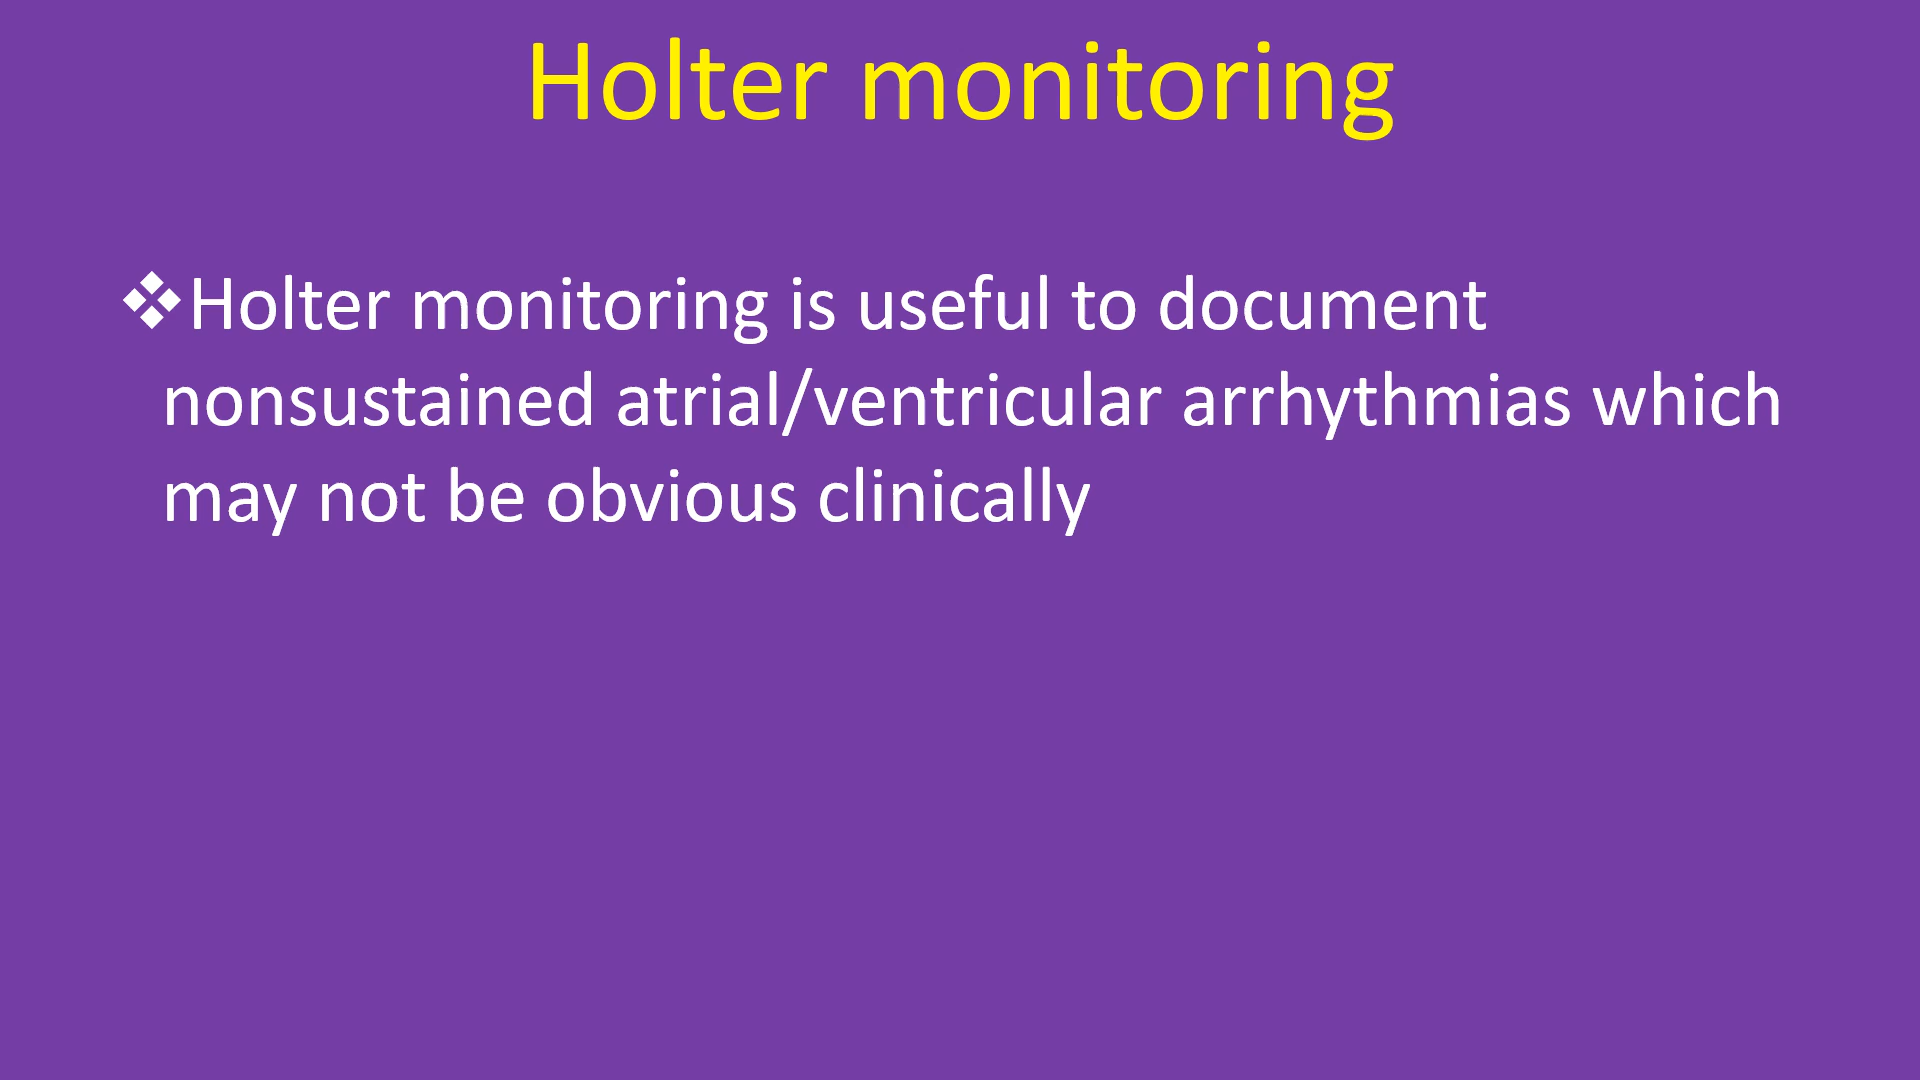 Holter monitoring
❖Holter monitoring is useful to document
nonsustained atrial/ventricular arrhythmias which
may not be obvious clinically